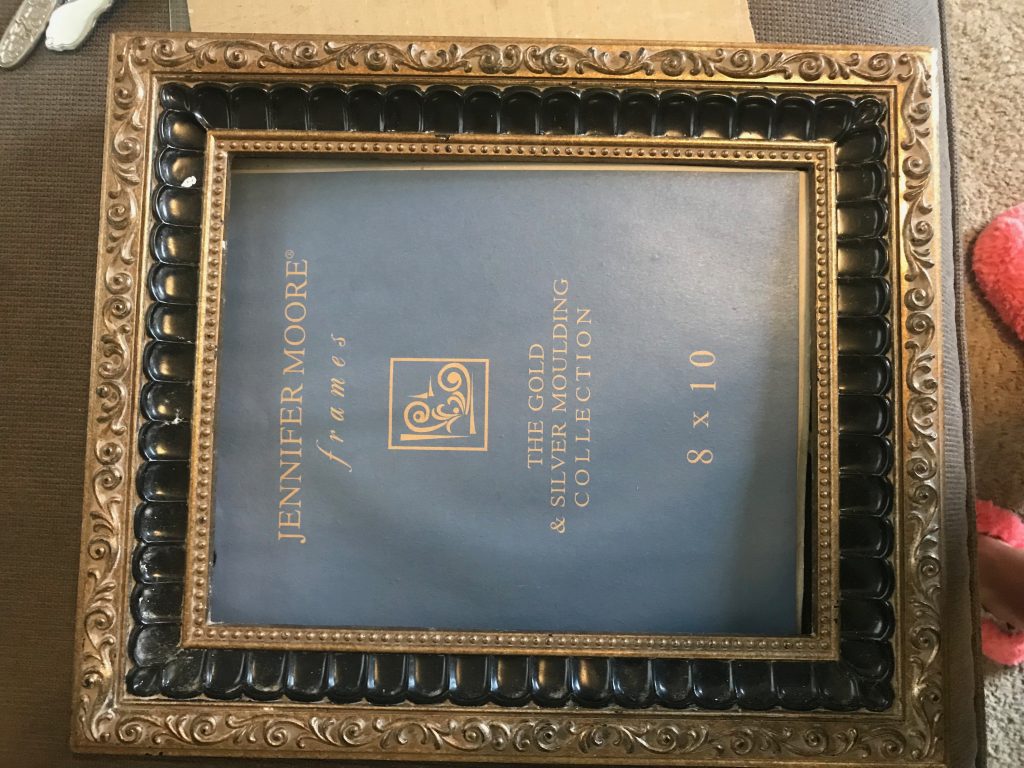 JENNIFER MOORE®
frames
THE GOLD
& SILVER MOULDING
COLLECTION
8 x 10